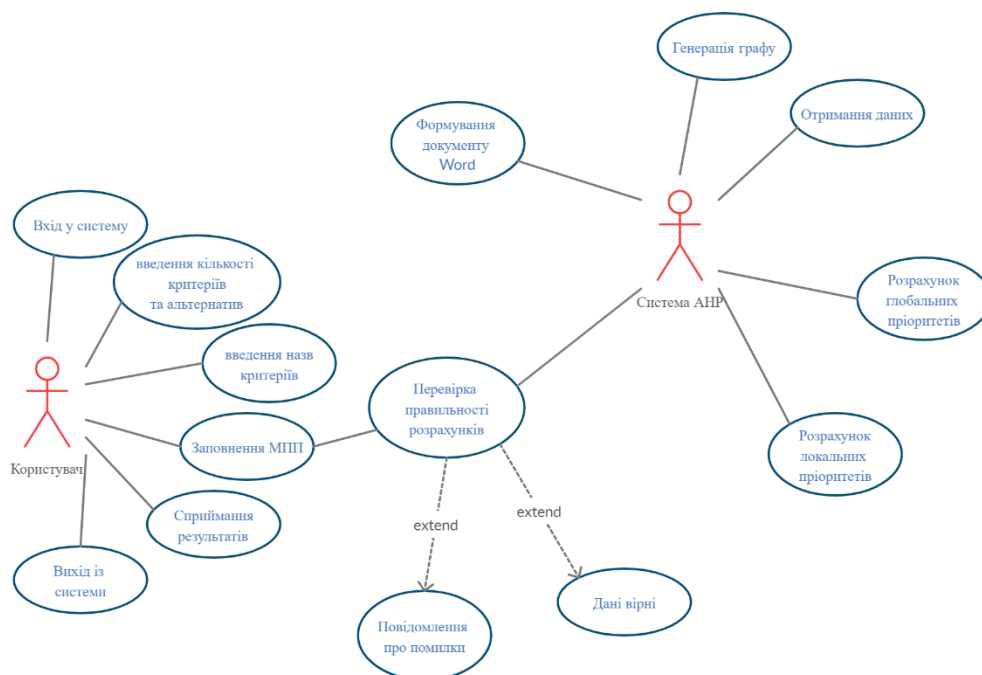 Генерація графу
Отримання даних
Формування
документу
Word
Вхід у систему
введення кількості
критеріїв
та альтернатив
Розрахунок
глобальних
пріоритетів
Система АНР
введення назв
критеріїв
Перевірка
правильності
розрахунків
Заповнення МПП
Користувач
Розрахунок
локальних
пріоритетів
Сприймання
результатів
extend
extend
Вихід із
системи
Дані вірні
Повідомлення
про помилки